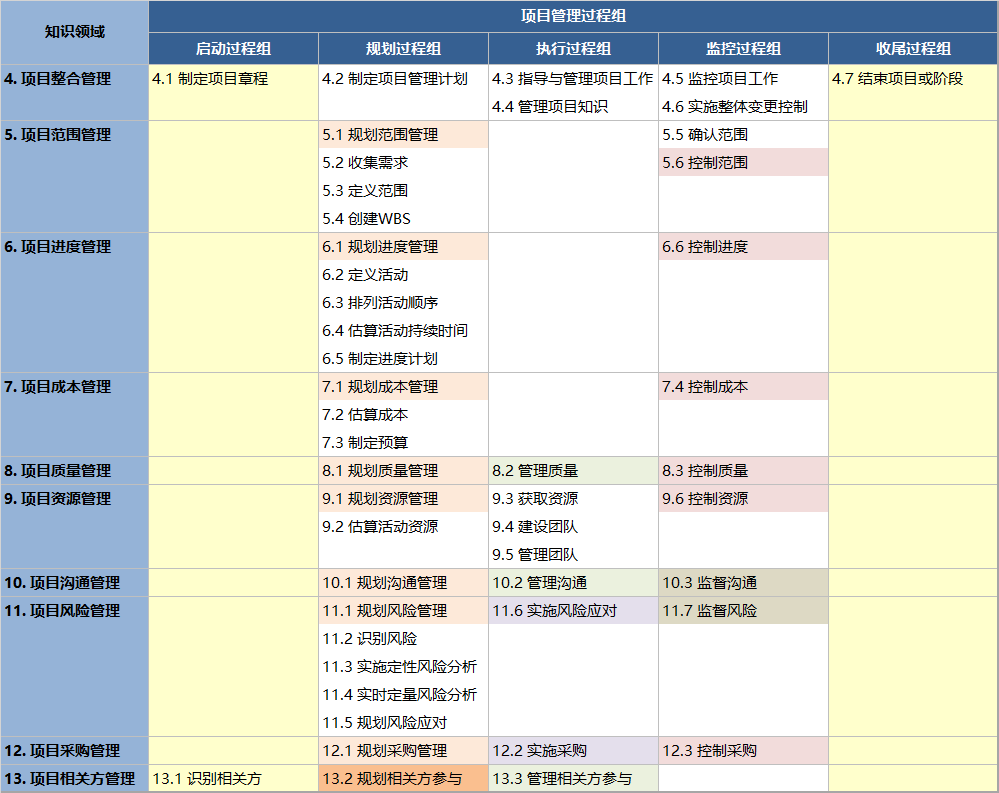 知识领域
项目管理过程组
启动过程组 规划过程组 执行过程组 监控过程组 收尾过程组
4. 项目整合管理 4.1 制定项目章程 4.2 制定项目管理计划 4.3 指导与管理项目工作 4.5 监控项目工作 4.7 结束项目或阶段
4.4 管理项目知识 4.6 实施整体变更控制
5. 项目范围管理 5.1 规划范围管理 5.5 确认范围
5.2 收集需求 5.6 控制范围
5.3 定义范围
5.4 创建WBS
6. 项目进度管理 6.1 规划进度管理 6.6 控制进度
6.2 定义活动
6.3 排列活动顺序
6.4 估算活动持续时间
6.5 制定进度计划
7. 项目成本管理 7.1 规划成本管理 7.4 控制成本
7.2 估算成本
7.3 制定预算
8. 项目质量管理 8.1 规划质量管理 8.2 管理质量 8.3 控制质量
9. 项目资源管理 9.1 规划资源管理 9.3 获取资源 9.6 控制资源
9.2 估算活动资源 9.4 建设团队
9.5 管理团队
10. 项目沟通管理 10.1 规划沟通管理 10.2 管理沟通 10.3 监督沟通
11. 项目风险管理 11.1 规划风险管理 11.6 实施风险应对 11.7 监督风险
11.2 识别风险
11.3 实施定性风险分析
11.4 实时定量风险分析
11.5 规划风险应对
12. 项目采购管理 12.1 规划采购管理 12.2 实施采购 12.3 控制采购
13. 项目相关方管理 13.1 识别相关方 13.2 规划相关方参与 13.3 管理相关方参与